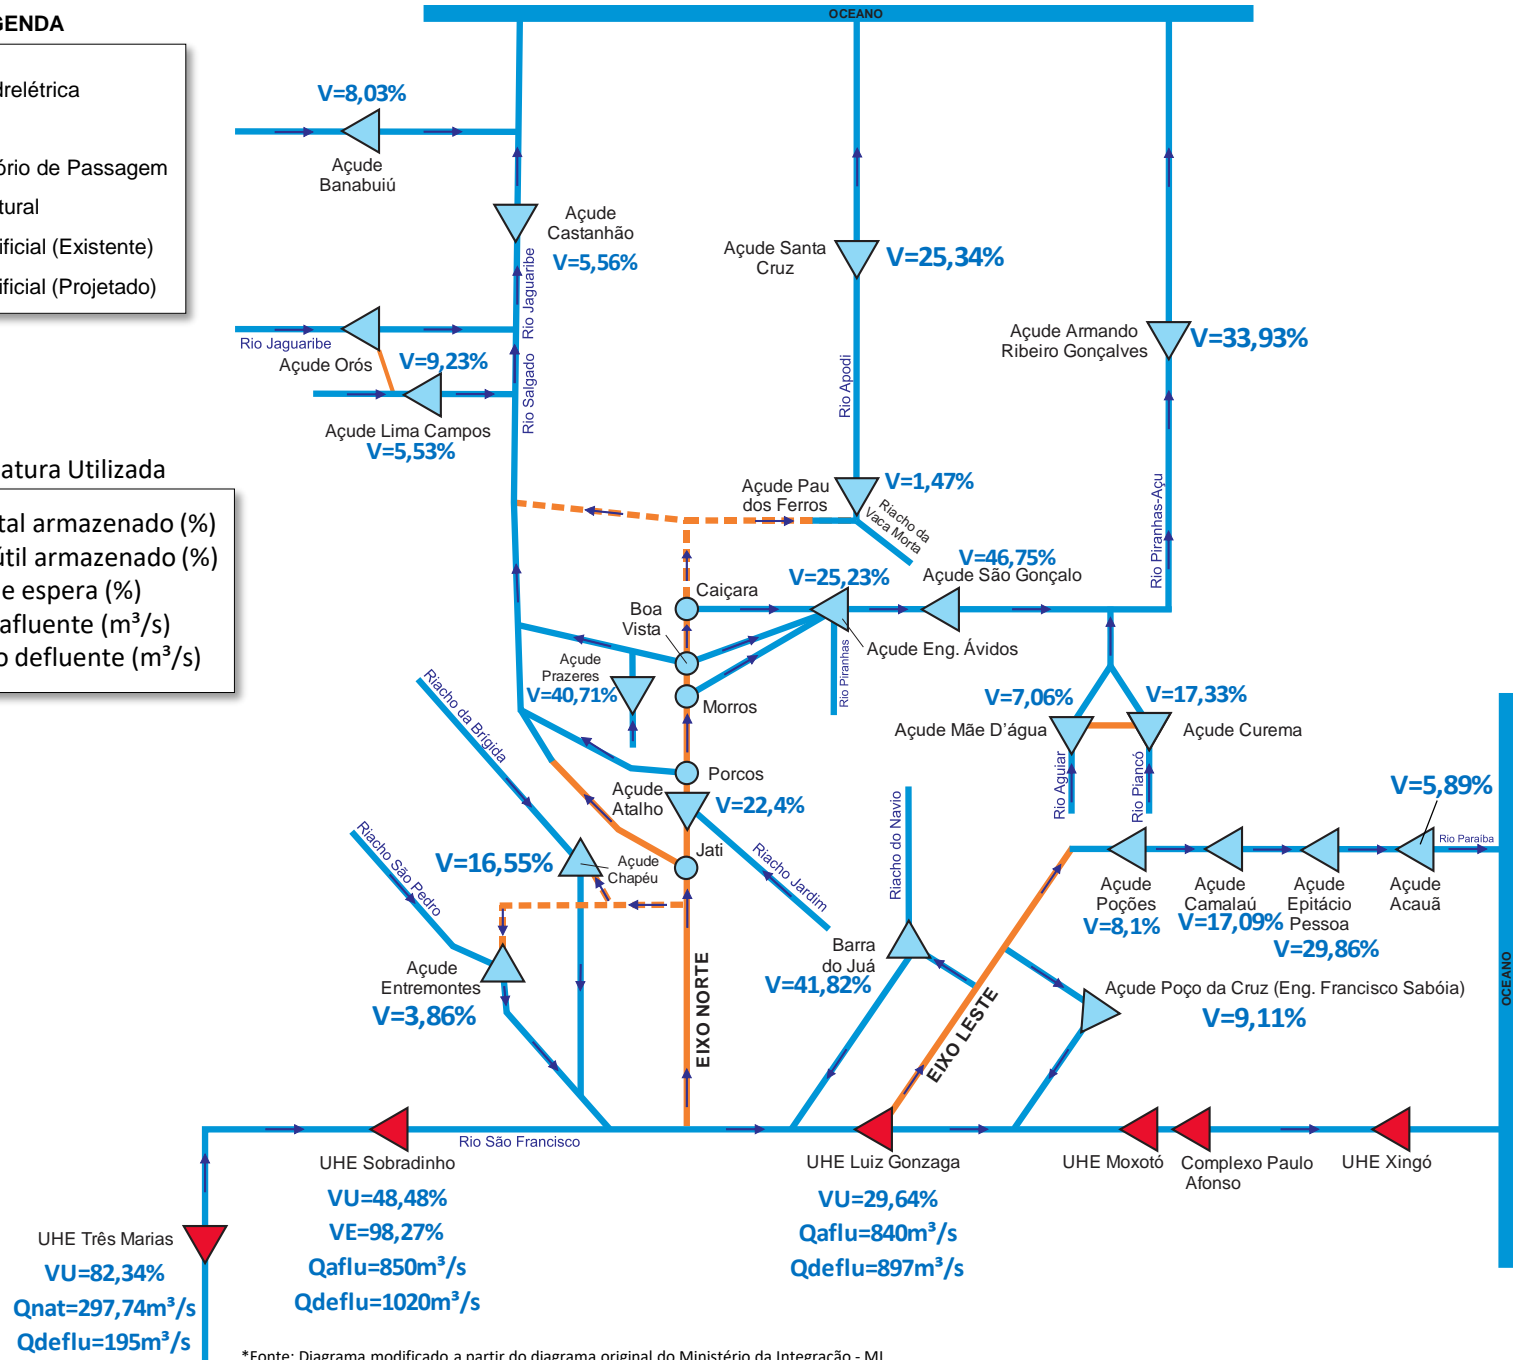 GENDA
drelétrica
ório de Passagem
tural
ificial (Existente)
ificial (Projetado)
atura Utilizada
tal armazenado (%)
útil armazenado (%)
e espera (%)
afluente (m³/s)
o defluente (m³/s)
OCEANO
V=8,03%
Açude
Banabuiú
Açude
Castanhão
V=5,56%
Rio Jaguaribe
Rio Jaguaribe
Açude Orós
V=9,23%
Rio Salgado
Açude Lima Campos
V=5,53%
Açude Santa
Cruz
V=25,34%
Rio Apodi
Açude Armando
Ribeiro Gonçalves
V=33,93%
Rio Piranhas-Açu
Açude Pau
dos Ferros
V=1,47%
Riacho da
Vaca Morta
V=46,75%
Açude São Gonçalo
V=25,23%
Açude Eng. Ávidos
Rio Piranhas
Caiçara
Boa
Vista
Açude
Prazeres
V=40,71%
Morros
Porcos
Açude
Atalho
V=22,4%
Jati
Riacho Jardim
Riacho da Brígida
Riacho São Pedro
V=16,55%
Açude
Chapéu
Açude
Entremontes
V=3,86%
EIXO NORTE
V=7,06%
Açude Mãe D'água
V=17,33%
Açude Curema
Rio Aguiar
Rio Piancó
V=5,89%
Rio Paraíba
Açude
Poções
V=8,1%
Açude
Camalaú
V=17,09%
Açude
Epitácio
Pessoa
V=29,86%
Açude
Acauã
Riacho do Navio
Barra
do Juá
V=41,82%
EIXO LESTE
Açude Poço da Cruz (Eng. Francisco Sabóia)
V=9,11%
OCEANO
Rio São Francisco
UHE Sobradinho
VU=48,48%
VE=98,27%
Qaflu=850m³/s
Qdeflu=1020m³/s
UHE Luiz Gonzaga
VU=29,64%
Qaflu=840m³/s
Qdeflu=897m³/s
UHE Moxotó
Complexo Paulo
Afonso
UHE Xingó
UHE Três Marias
VU=82,34%
Qnat=297,74m³/s
Qdeflu=195m³/s
*Fonte: Diagrama modificado a partir do diagrama original do Ministério da Integração - MI